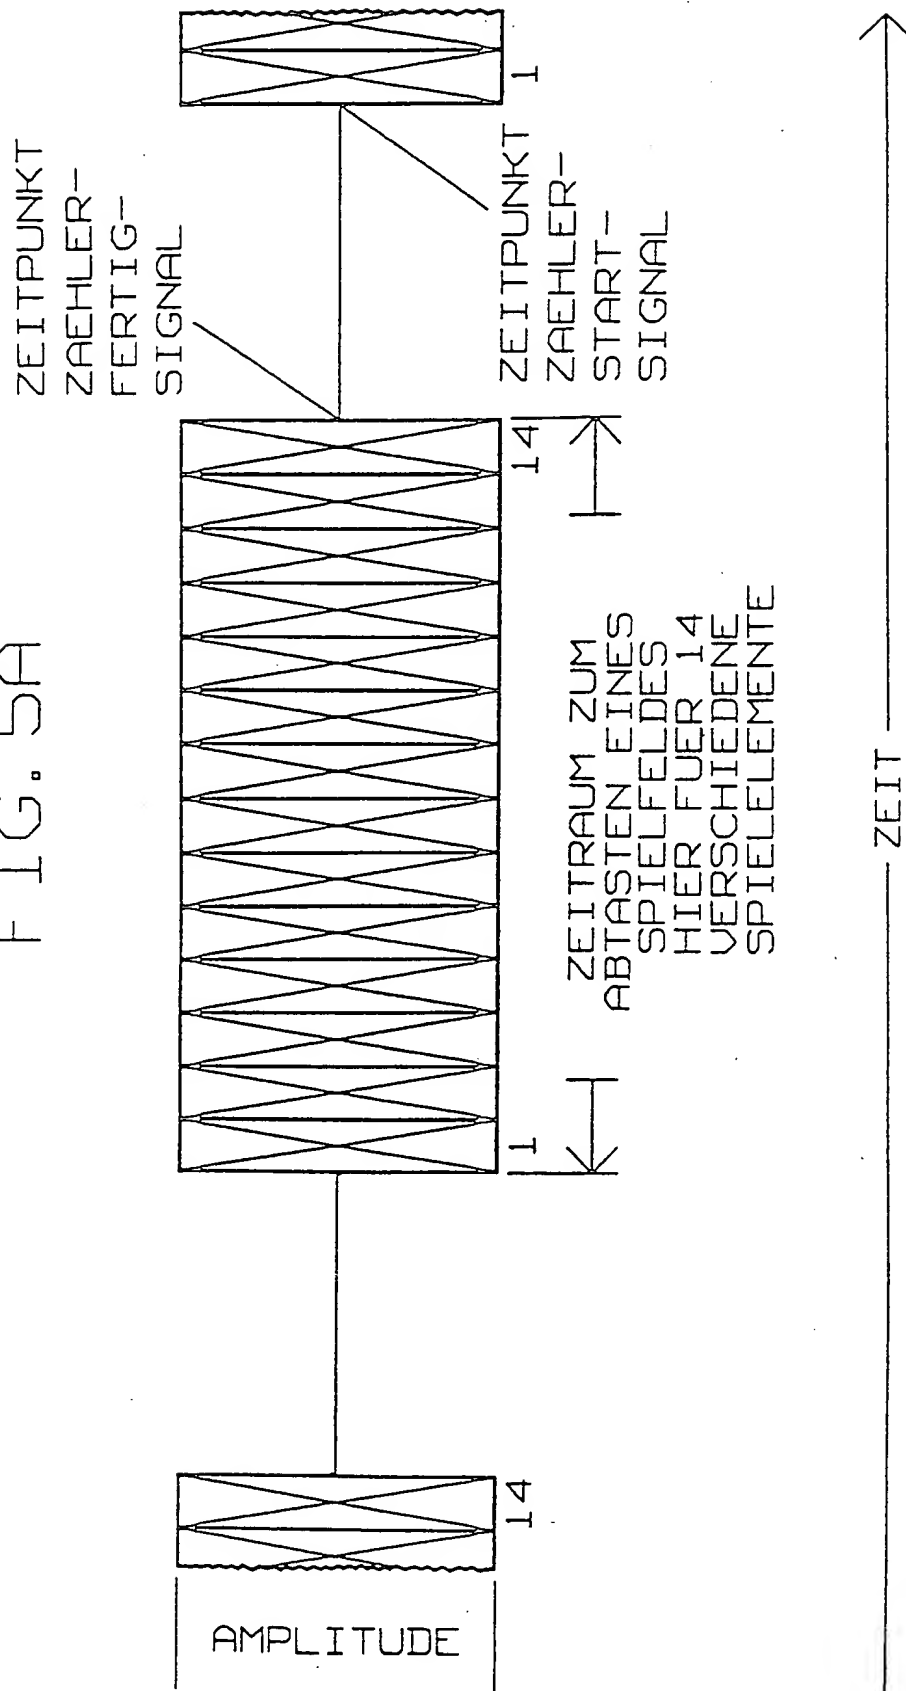 FIG. 5A
ZEITPUNKT
ZAEHLER-
FERTIG-
SIGNAL
AMPLITUDE
14
1
14
1
ZEITPUNKT
ZAEHLER-
START-
SIGNAL
ZEITRAUM ZUM
ABTASTEN EINES
SPIELFELDES
HIER FUER 14
VERSCHIEDENE
SPIELELEMENTE
ZEIT